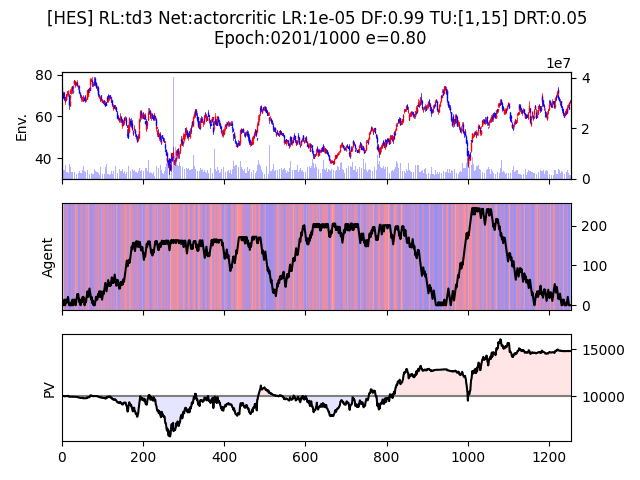 [HES] RL:td3 Net:actorcritic LR:1e-05 DF:0.99 TU:[1,15] DRT:0.05
Epoch:0201/1000 e=0.80
1e7
80
60
40
Env.
4
2
0
Agent
200
100
0
PV
15000
10000
0 200 400 600 800 1000 1200